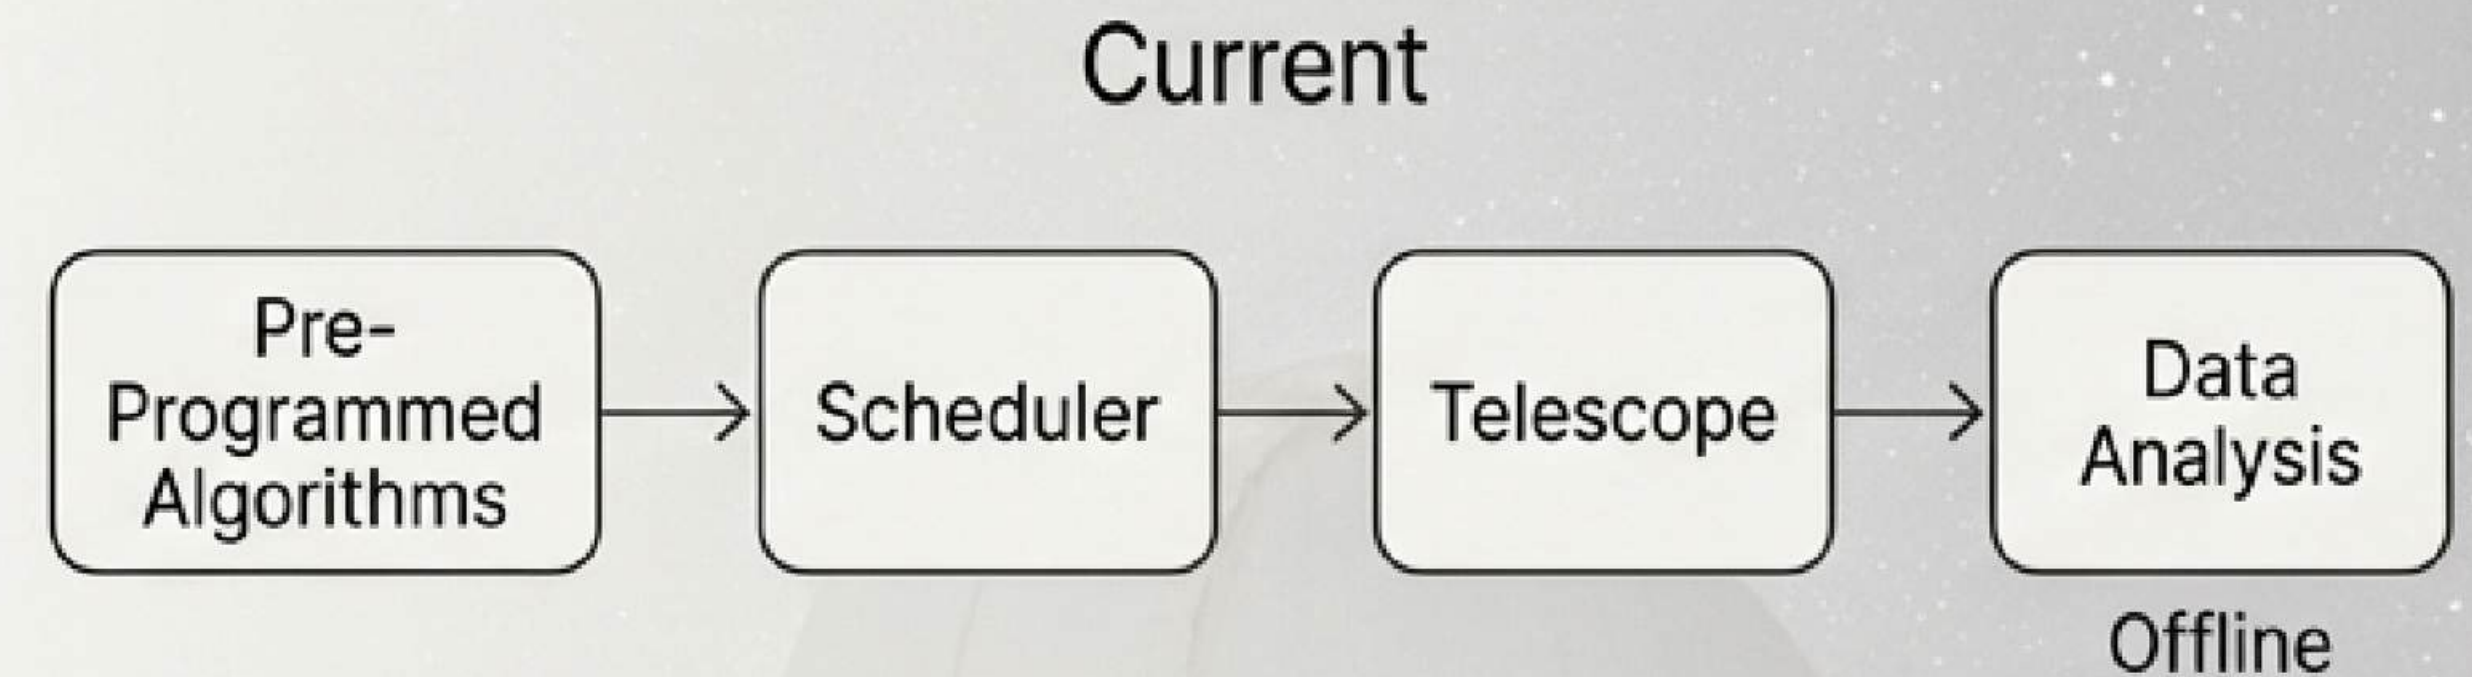 Current
Pre-
Programmed
Algorithms
Scheduler
Telescope
Data
Analysis
Offline